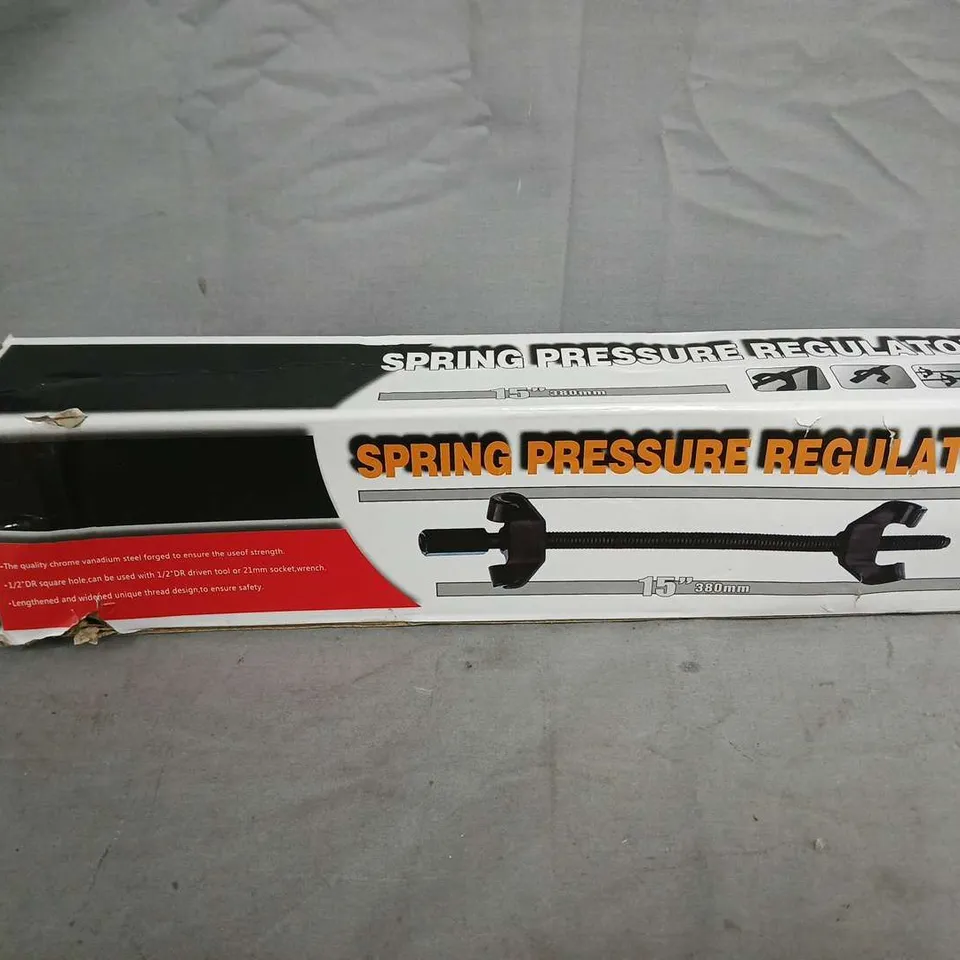 SPRING PRESSURE REGULATO
15" 380mm
SPRING PRESSURE REGULAT
-The quality chrome vanadium steel forged to ensure the useof strength.
-1/2"DR square hole,can be used with 1/2"DR driven tool or 21mm socket,wrench.
-Lengthened and widened unique thread design,to ensure safety.
15" 380mm